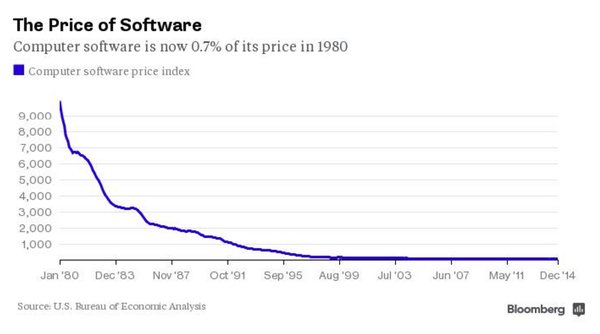 The Price of Software
Computer software is now 0.7% of its price in 1980
Computer software price index
9,000
8,000
7,000
6,000
5,000
4,000
3,000
2,000
1,000
Jan '80 Dec '83 Nov '87 Oct '91 Sep '95 Aug '99 Jul '03 Jun '07 May '11 Dec '14
Source: U.S. Bureau of Economic Analysis
Bloomberg